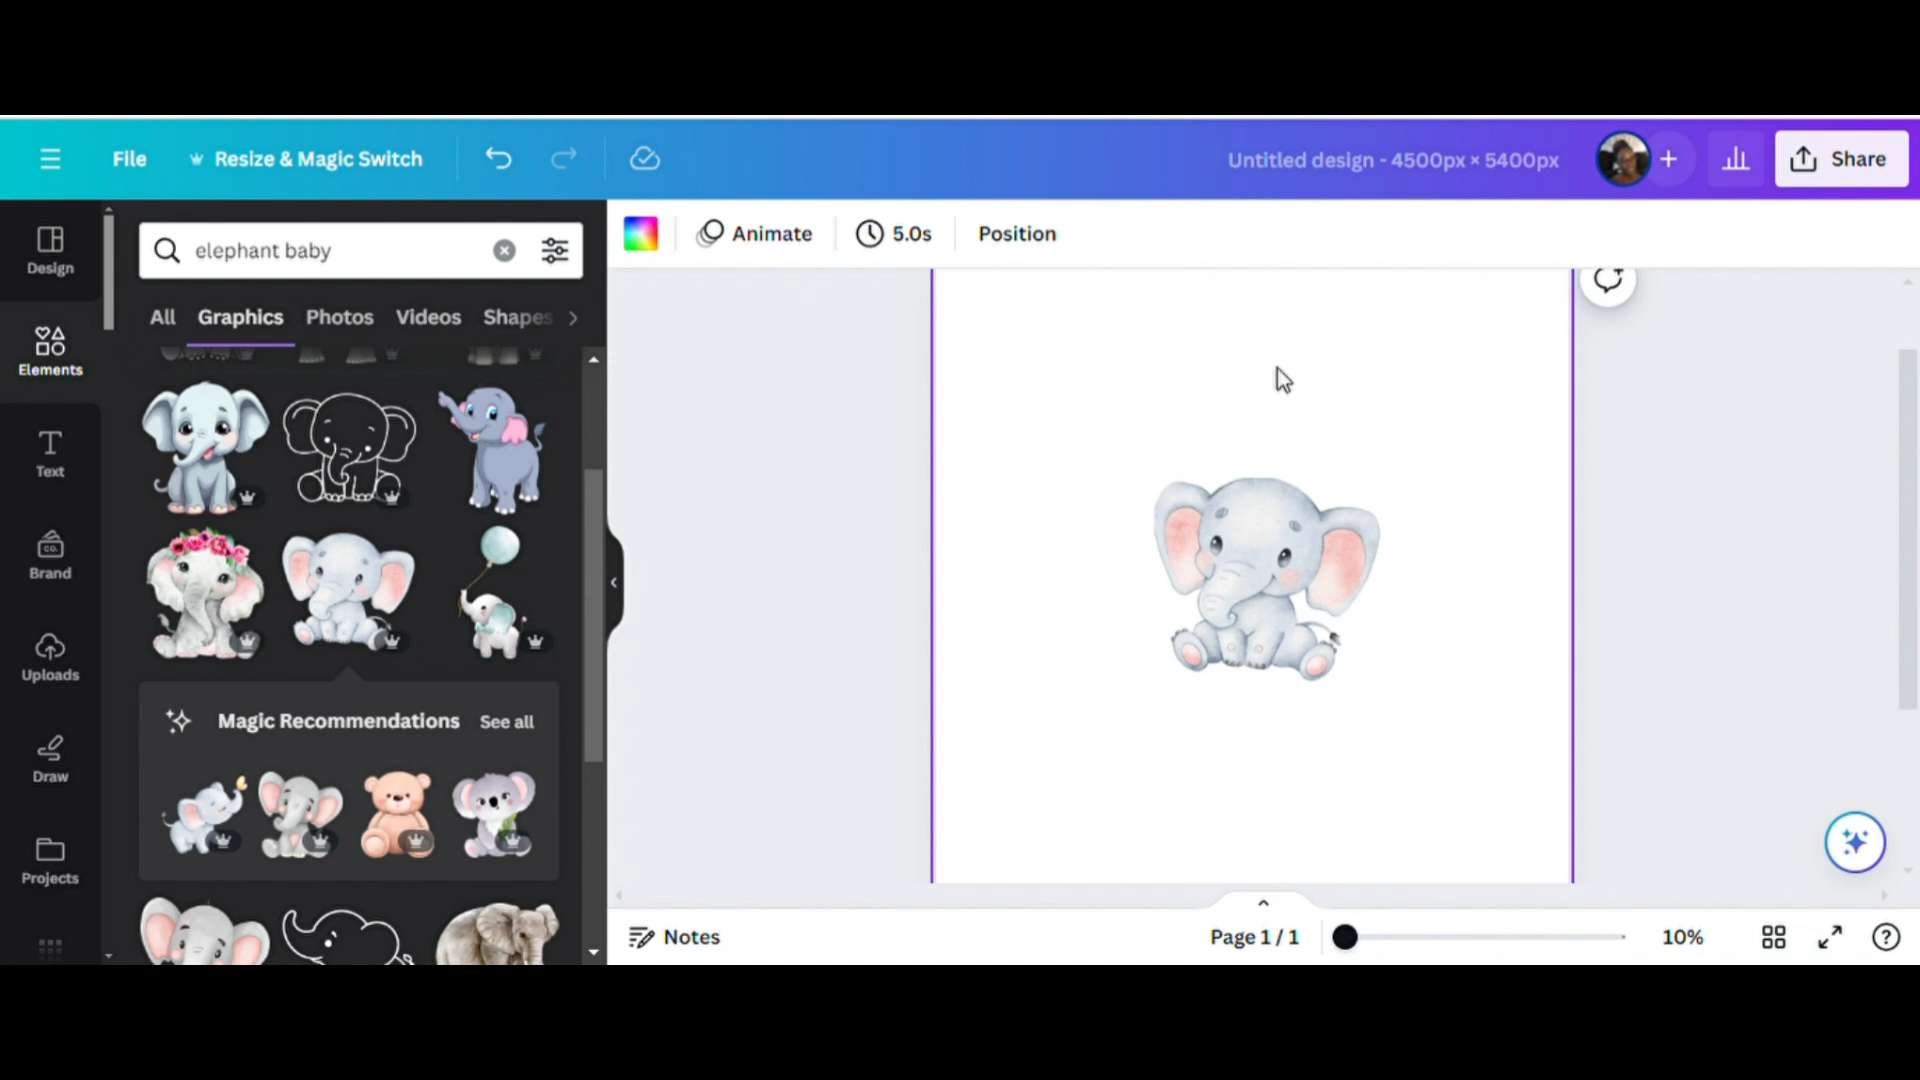 File
Resize & Magic Switch
Untitled design - 4500px × 5400px
Share
Design
Elements
Text
CO.
Brand
Uploads
Draw
Projects
elephant baby
All Graphics Photos Videos Shapes
Magic Recommendations See all
Animate
5.0s
Position
Notes
Page 1 / 1
10%
?